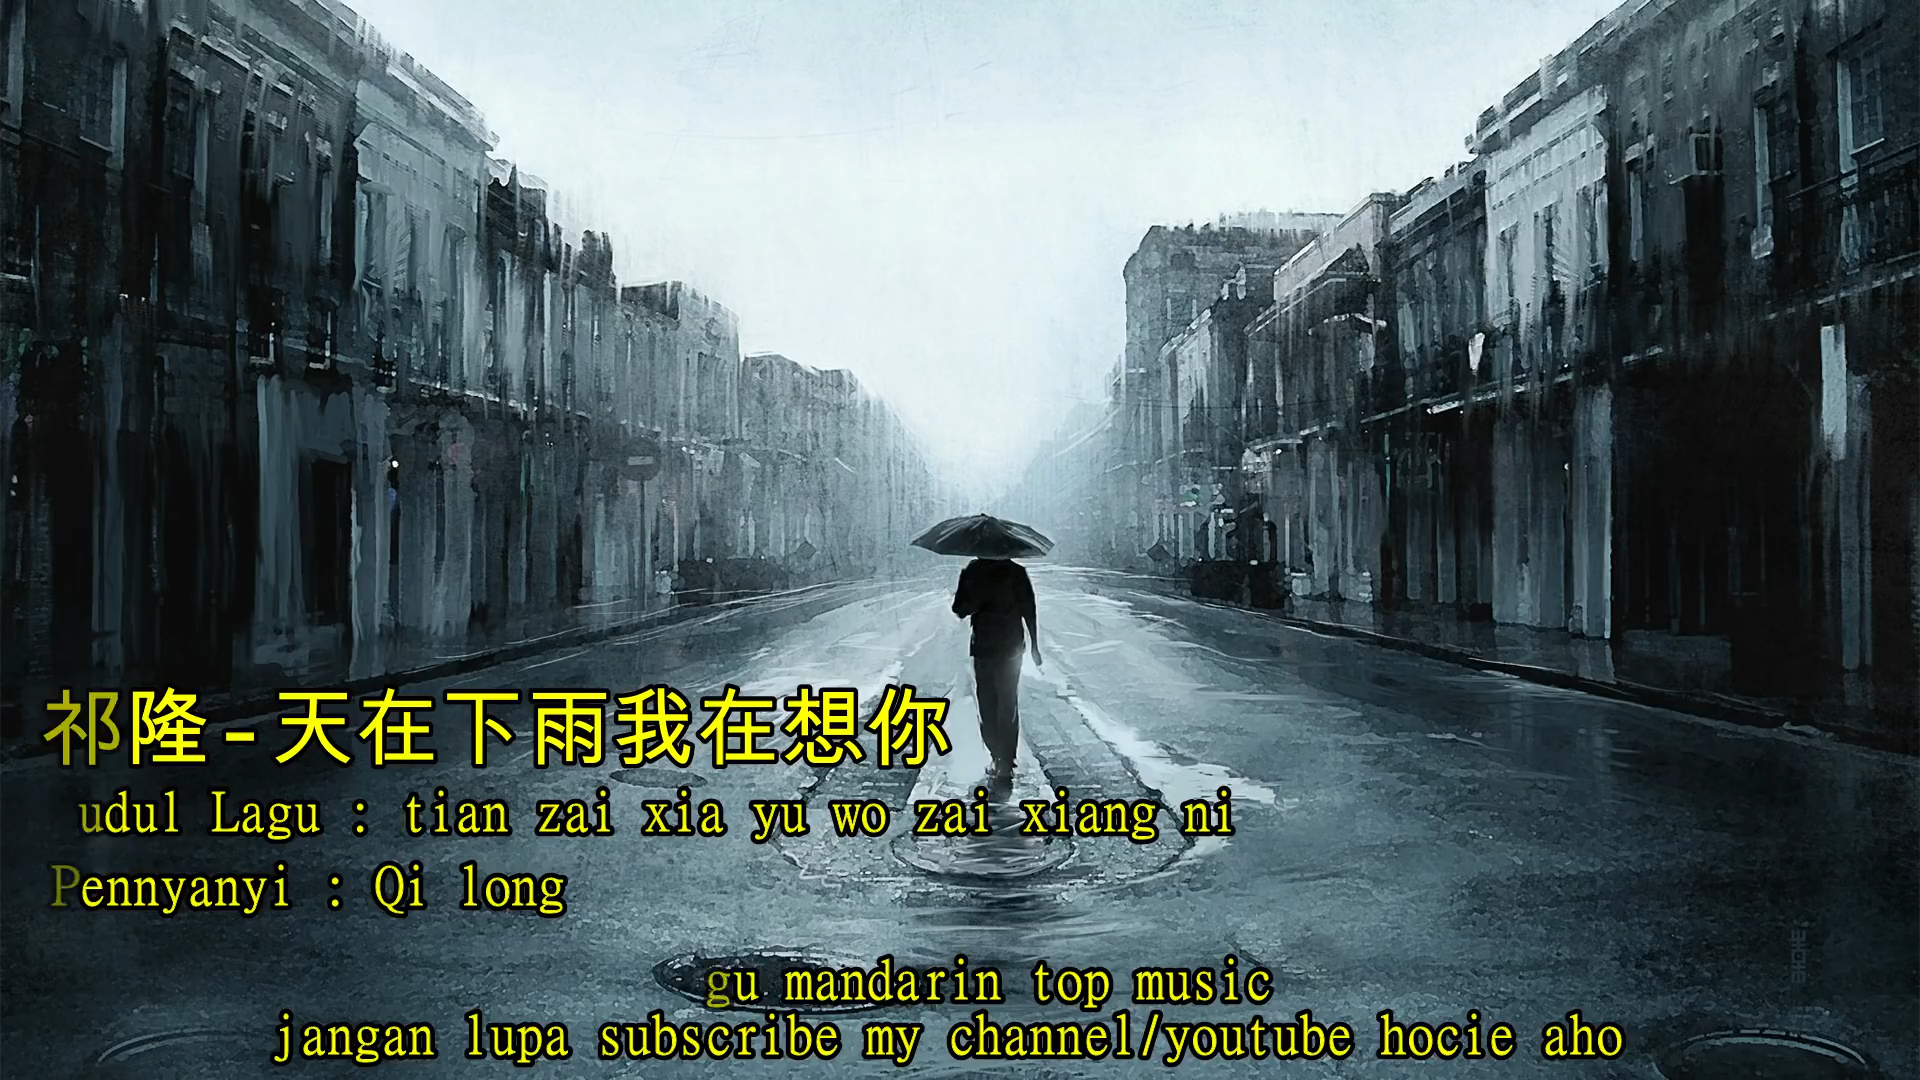 祁隆-天在下雨我在想你
udul Lagu : tian zai xia yu wo zai xiang ni
Pennyanyi : Qi long
gu mandarin top music
jangan lupa subscribe my channel/youtube hocie aho